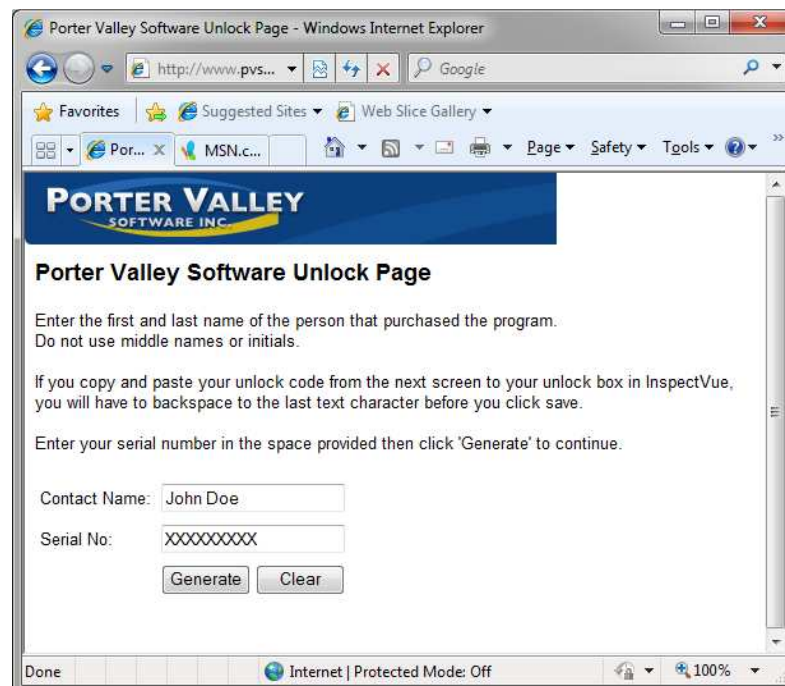 Porter Valley Software Unlock Page - Windows Internet Explorer
http://www.pvs...
Google
Favorites Suggested Sites Web Slice Gallery
Por... MSN.c... Page Safety Tools
PORTER VALLEY
SOFTWARE INC.
Porter Valley Software Unlock Page
Enter the first and last name of the person that purchased the program.
Do not use middle names or initials.
If you copy and paste your unlock code from the next screen to your unlock box in InspectVue,
you will have to backspace to the last text character before you click save.
Enter your serial number in the space provided then click 'Generate' to continue.
Contact Name: John Doe
Serial No: XXXXXXXXX
Generate Clear
Done Internet | Protected Mode: Off 100%